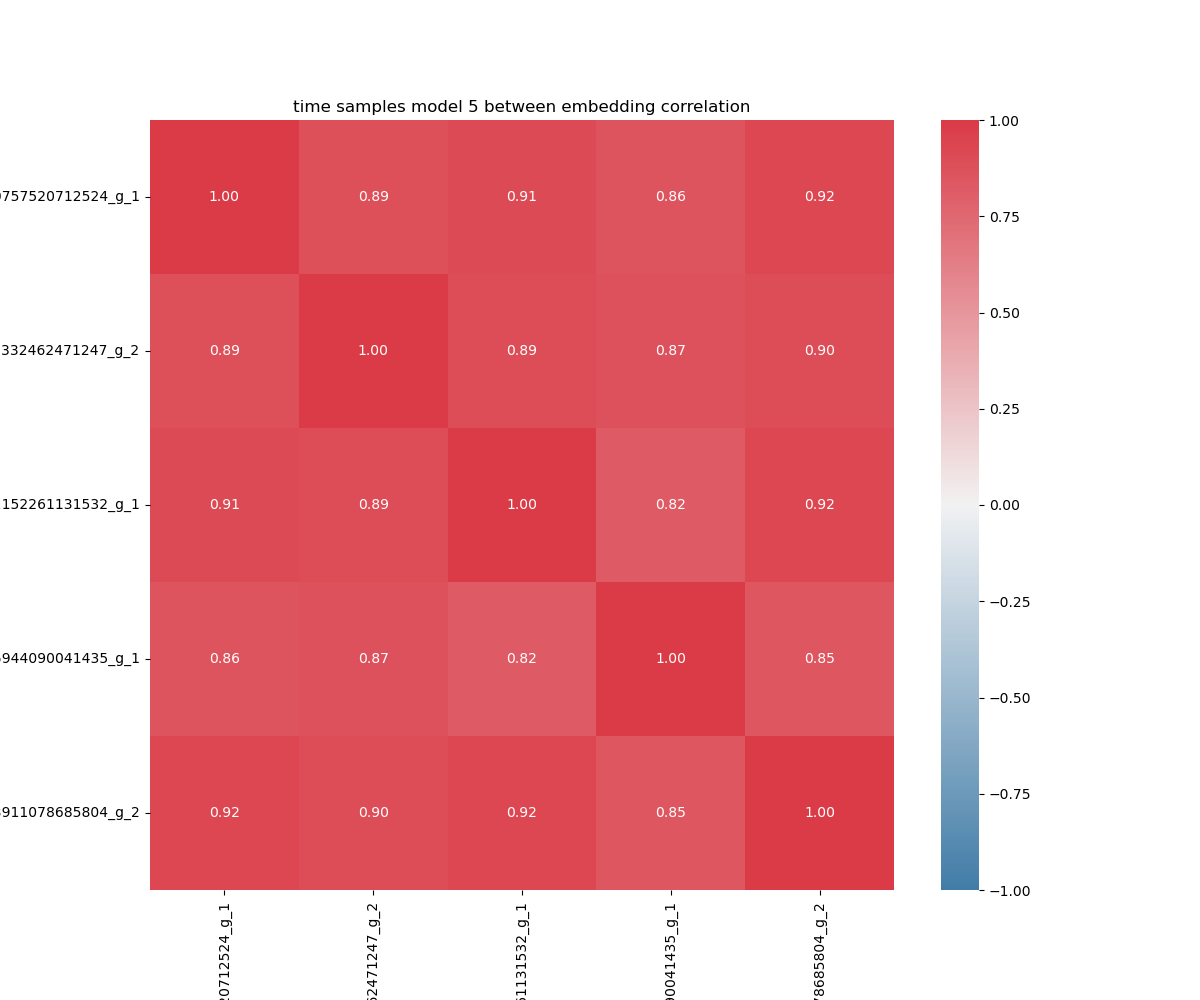 time samples model 5 between embedding correlation
757520712524_g_1
1.00 0.89 0.91 0.86 0.92
332462471247_g_2
0.89 1.00 0.89 0.87 0.90
152261131532_g_1
0.91 0.89 1.00 0.82 0.92
944090041435_g_1
0.86 0.87 0.82 1.00 0.85
911078685804_g_2
0.92 0.90 0.92 0.85 1.00
20712524_g_1
2471247_g_2
1131532_g_1
0041435_g_1
78685804_g_2
1.00
0.75
0.50
0.25
0.00
−0.25
−0.50
−0.75
−1.00